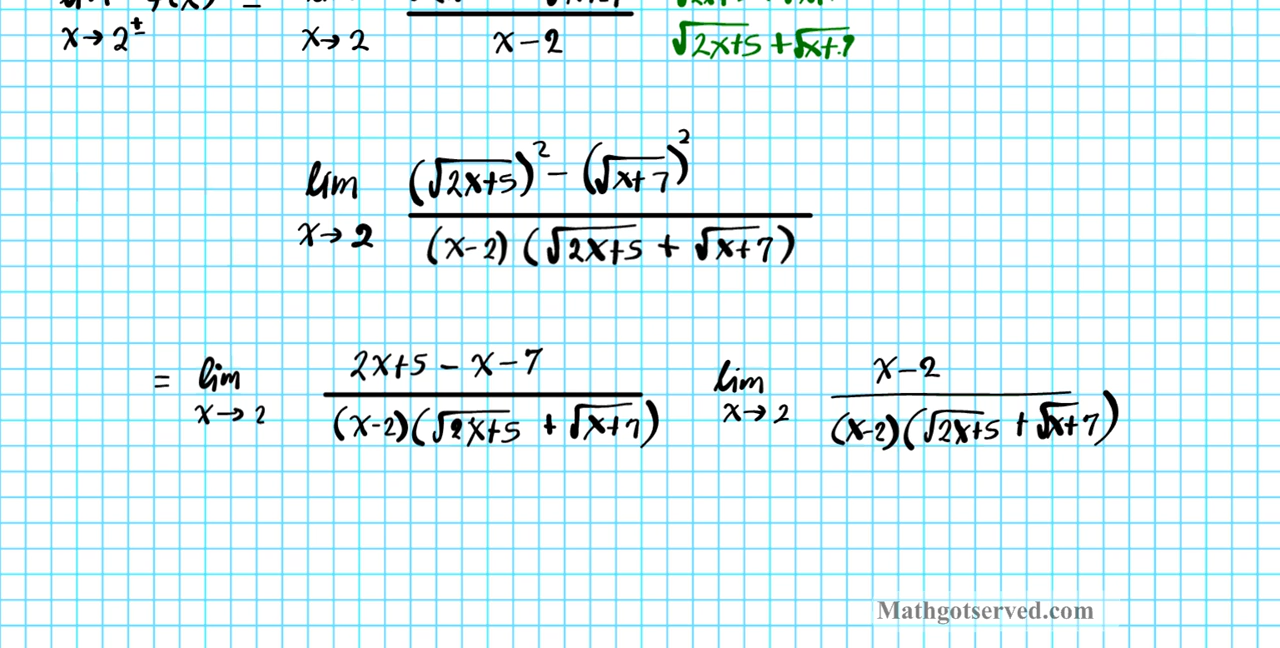 x→2± x→2 x-2 √2x+5 + √x+7
lim (√2x+5)² - (√x+7)²
x→2 (x-2) (√2x+5 + √x+7)
= lim 2x+5 - x-7 lim x-2
x→2 (x-2)(√2x+5 + √x+7) x→2 (x-2)(√2x+5 + √x+7)
Mathgotserved.com